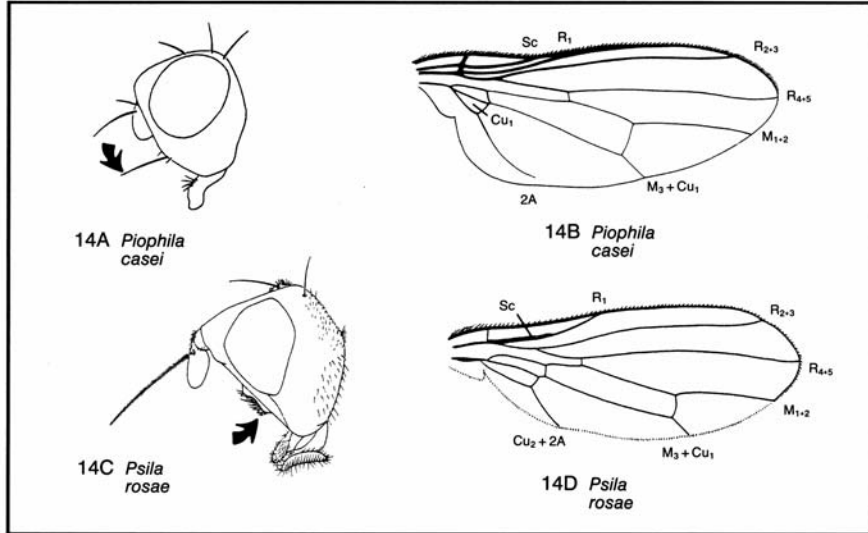 Sc
R₁
R₂₊₃
R₄₊₅
M₁₊₂
Cu₁
2A
M₃ + Cu₁
14A Piophila
casei
14B Piophila
casei
Sc
R₁
R₂₊₃
R₄₊₅
M₁₊₂
Cu₂ + 2A
M₃ + Cu₁
14C Psila
rosae
14D Psila
rosae